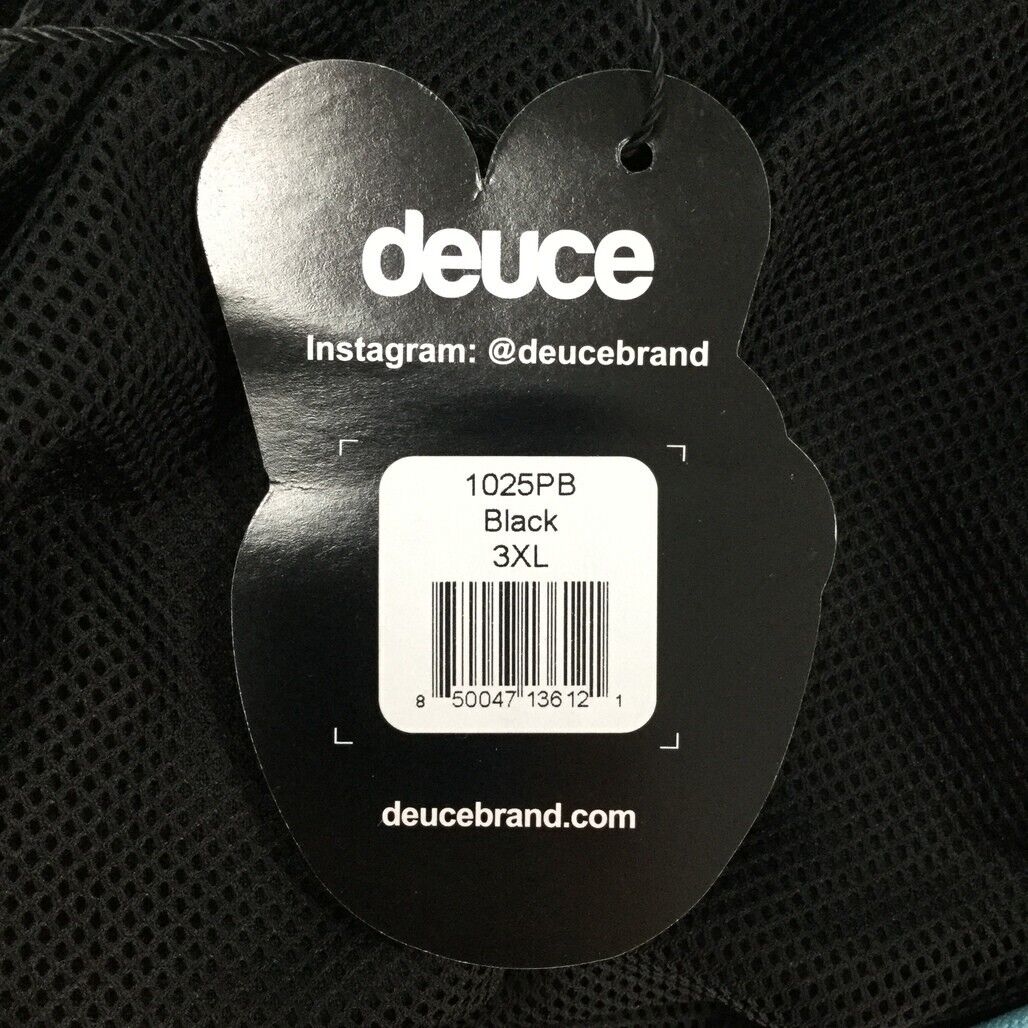 deuce
Instagram: @deucebrand
1025PB
Black
3XL
8 50047 13612 1
deucebrand.com